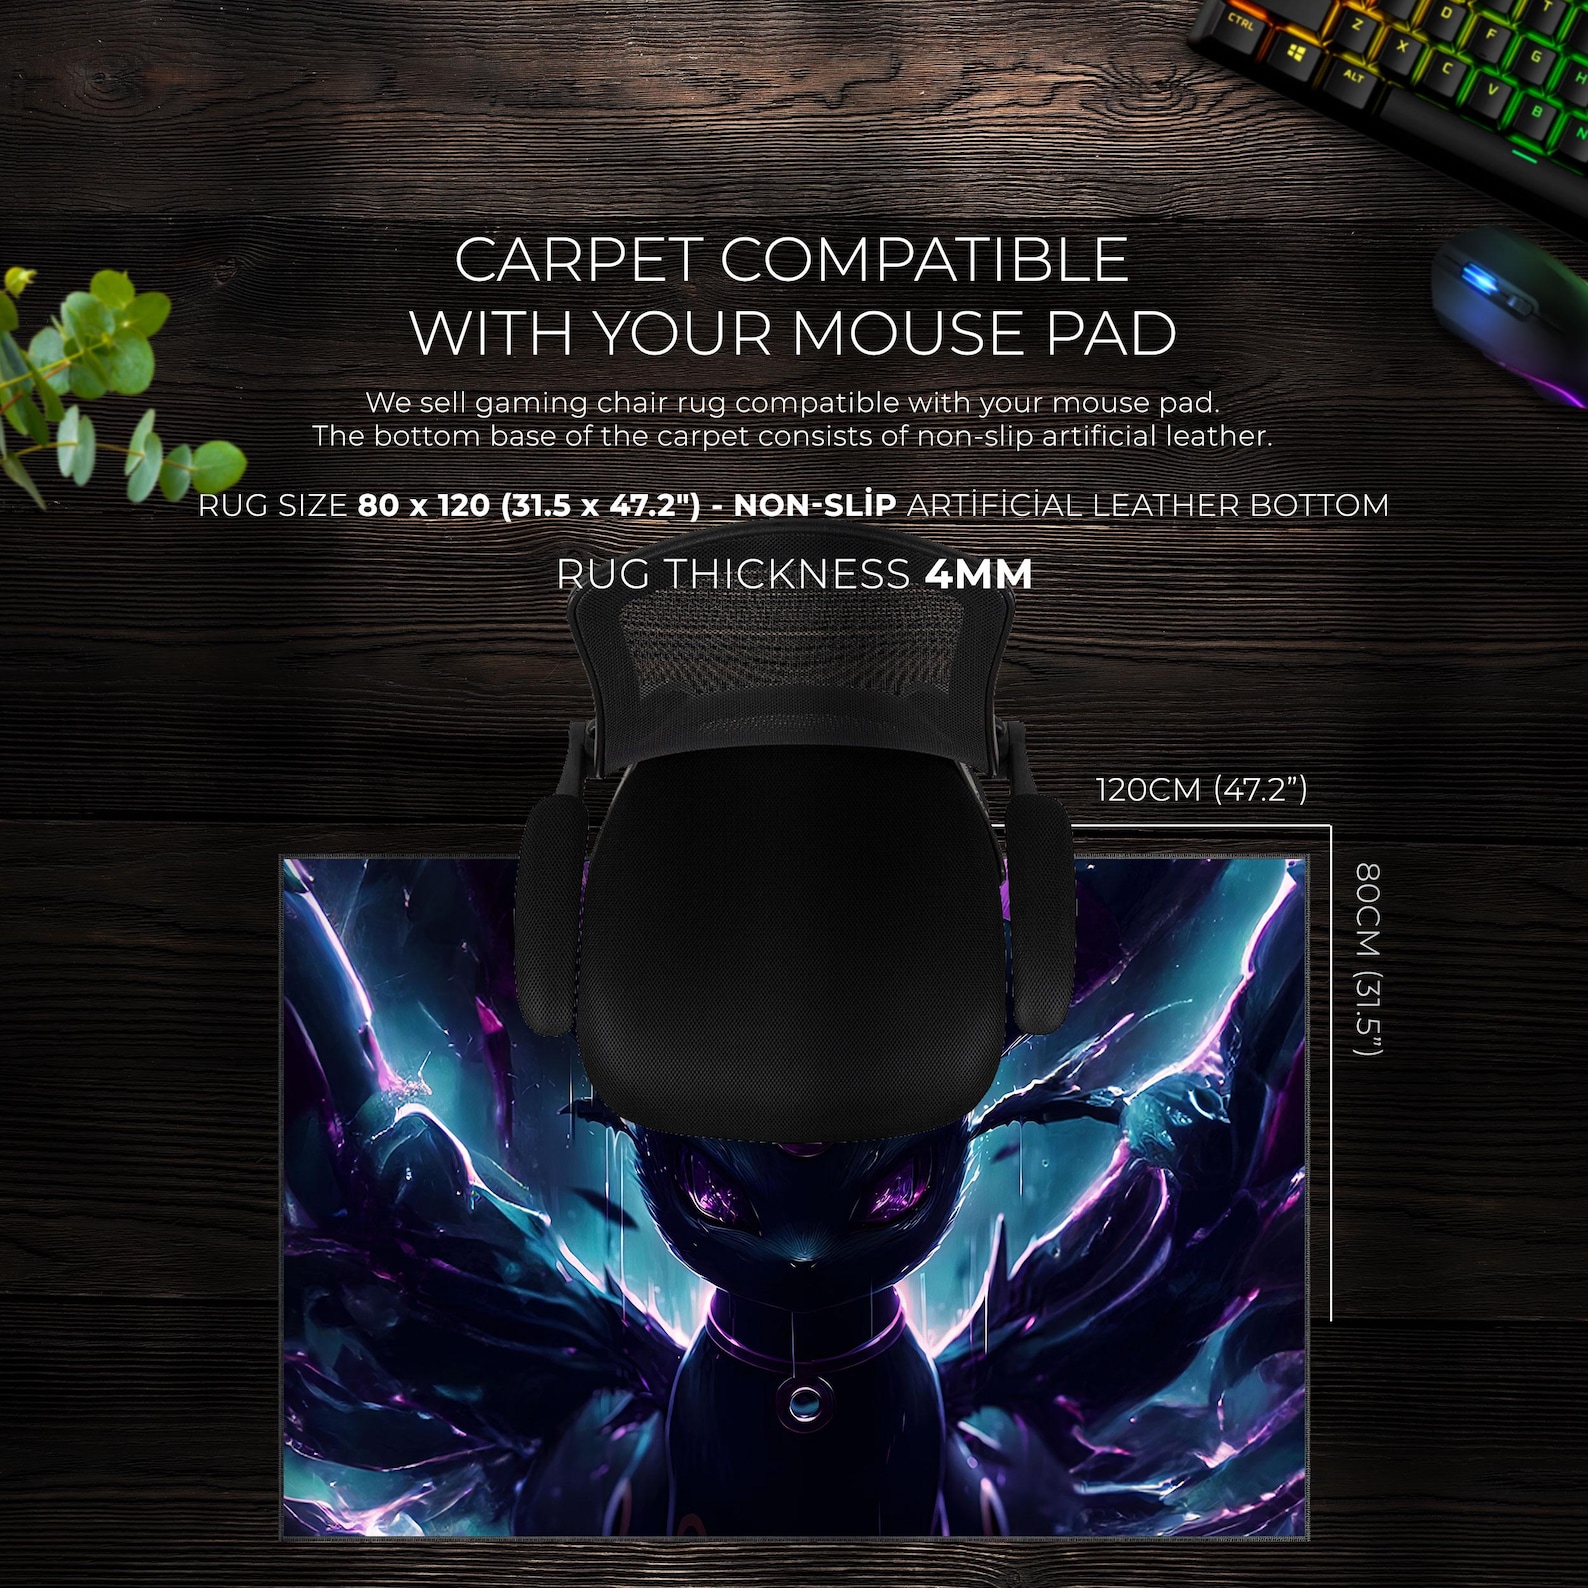 CTRL
ALT
Z
X
C
V
B
N
D
F
G
H
T
CARPET COMPATIBLE
WITH YOUR MOUSE PAD
We sell gaming chair rug compatible with your mouse pad.
The bottom base of the carpet consists of non-slip artificial leather.
RUG SIZE 80 x 120 (31.5 x 47.2") - NON-SLİP ARTİFİCİAL LEATHER BOTTOM
RUG THICKNESS 4MM
120CM (47.2”)
80CM (31.5”)